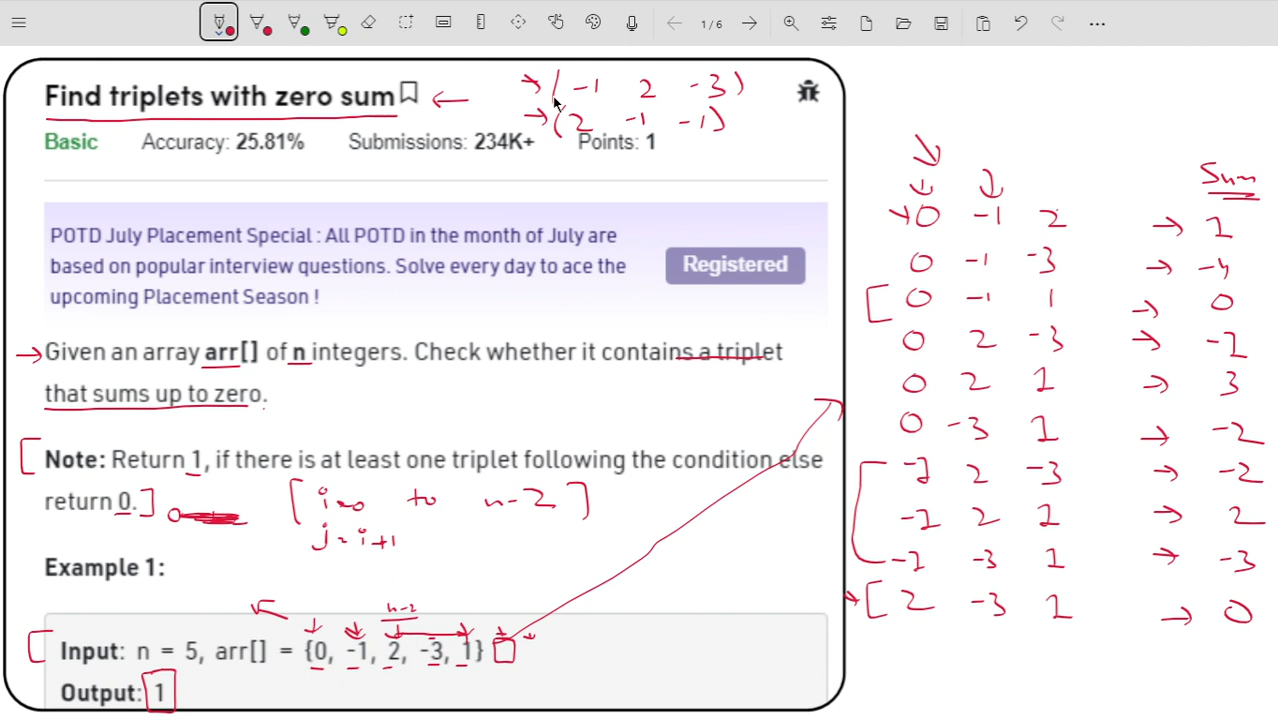 1/6
Find triplets with zero sum
(-1 2 -3)
(2 -1 -1)
Basic Accuracy: 25.81% Submissions: 234K+ Points: 1
POTD July Placement Special : All POTD in the month of July are
based on popular interview questions. Solve every day to ace the
upcoming Placement Season !
Registered
Given an array arr[] of n integers. Check whether it contains a triplet
that sums up to zero.
Note: Return 1, if there is at least one triplet following the condition else
return 0.]
[ i=0 to n-2 ]
j=i+1
Example 1:
n-2
Input: n = 5, arr[] = {0, -1, 2, -3, 1}
Output: 1
Sum
0 -1 2 → 1
0 -1 -3 → -4
0 -1 1 → 0
0 2 -3 → -1
0 2 1 → 3
0 -3 1 → -2
-1 2 -3 → -2
-1 2 1 → 2
-1 -3 1 → -3
2 -3 1 → 0